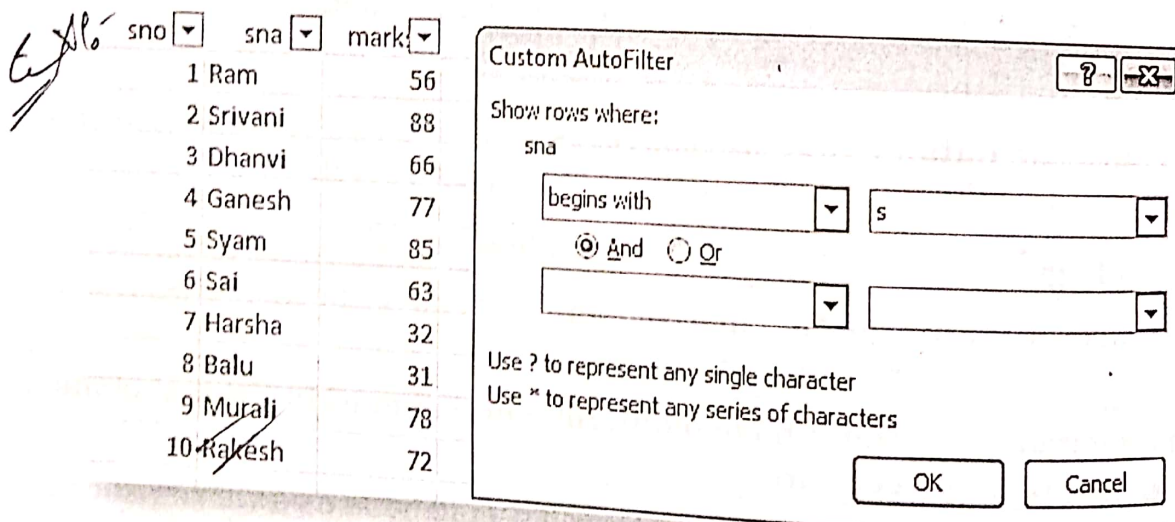 sno sna marks
1 Ram 56
2 Srivani 88
3 Dhanvi 66
4 Ganesh 77
5 Syam 85
6 Sai 63
7 Harsha 32
8 Balu 31
9 Murali 78
10 Rakesh 72
Custom AutoFilter
Show rows where:
sna
begins with s
And Or
Use ? to represent any single character
Use * to represent any series of characters
OK Cancel